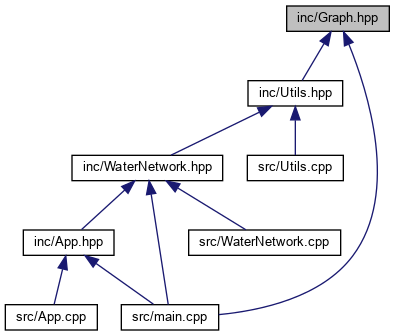 inc/Graph.hpp
inc/Utils.hpp
inc/WaterNetwork.hpp
src/Utils.cpp
inc/App.hpp
src/WaterNetwork.cpp
src/App.cpp
src/main.cpp